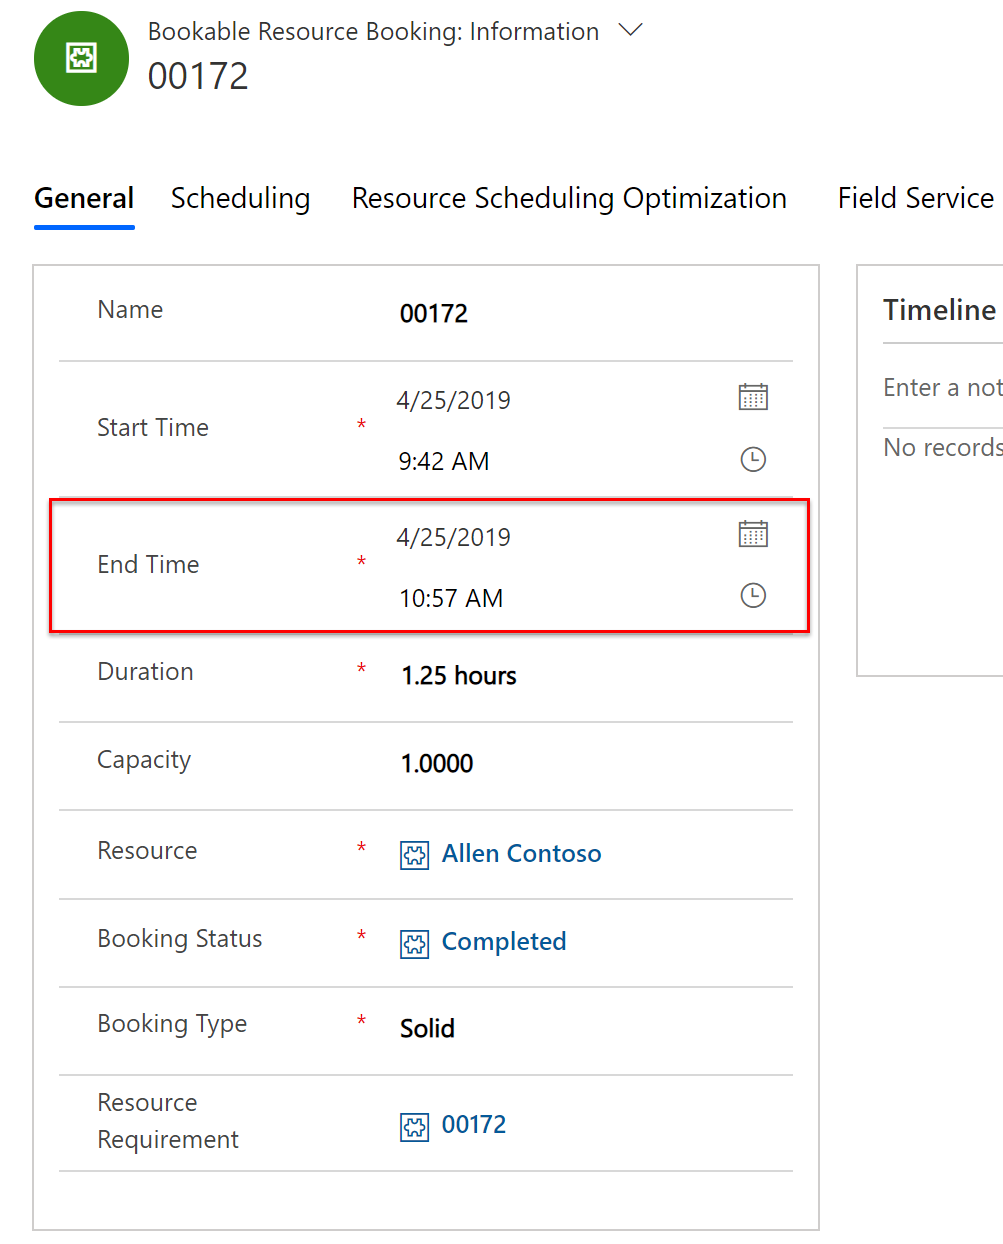 Bookable Resource Booking: Information
00172
General Scheduling Resource Scheduling Optimization Field Service
Name 00172
Start Time * 4/25/2019
9:42 AM
End Time * 4/25/2019
10:57 AM
Duration * 1.25 hours
Capacity 1.0000
Resource * Allen Contoso
Booking Status * Completed
Booking Type * Solid
Resource
Requirement 00172
Timeline
Enter a not
No records